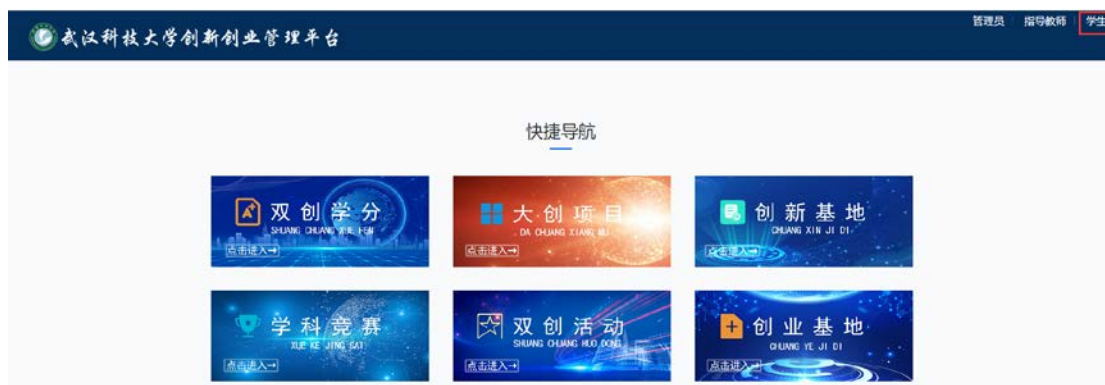 武汉科技大学创新创业管理平台
管理员 指导教师 学生
快捷导航
双创学分
SHUANG CHUANG XUE FEN
点击进入→
大创项目
DA CHUANG XIANG MU
点击进入→
创新基地
CHUANG XIN JI DI
点击进入→
学科竞赛
XUE KE JING SAI
点击进入→
双创活动
SHUANG CHUANG HUO DONG
点击进入→
创业基地
CHUANG YE JI DI
点击进入→